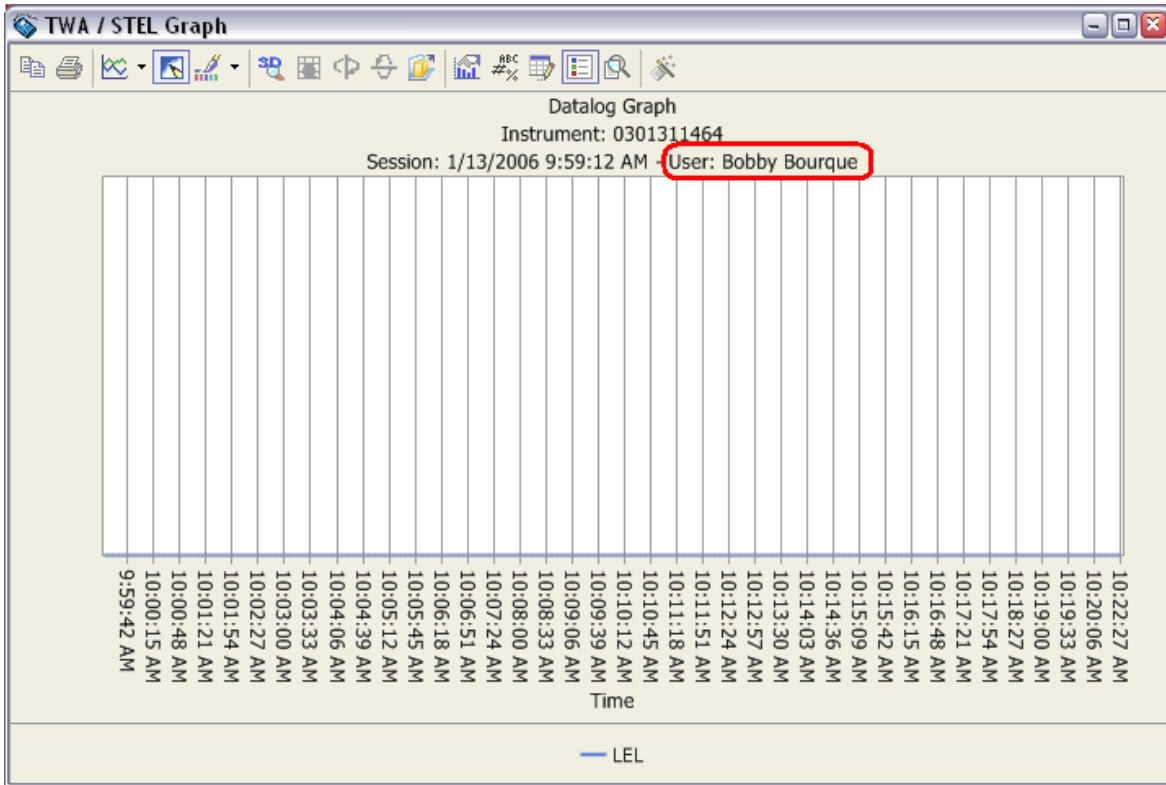 TWA / STEL Graph
3D
ABC
#%
Datalog Graph
Instrument: 0301311464
Session: 1/13/2006 9:59:12 AM - User: Bobby Bourque
9:59:42 AM
10:00:15 AM
10:00:48 AM
10:01:21 AM
10:01:54 AM
10:02:27 AM
10:03:00 AM
10:03:33 AM
10:04:06 AM
10:04:39 AM
10:05:12 AM
10:05:45 AM
10:06:18 AM
10:06:51 AM
10:07:24 AM
10:08:00 AM
10:08:33 AM
10:09:06 AM
10:09:39 AM
10:10:12 AM
10:10:45 AM
10:11:18 AM
10:11:51 AM
10:12:24 AM
10:12:57 AM
10:13:30 AM
10:14:03 AM
10:14:36 AM
10:15:09 AM
10:15:42 AM
10:16:15 AM
10:16:48 AM
10:17:21 AM
10:17:54 AM
10:18:27 AM
10:19:00 AM
10:19:33 AM
10:20:06 AM
10:22:27 AM
Time
LEL